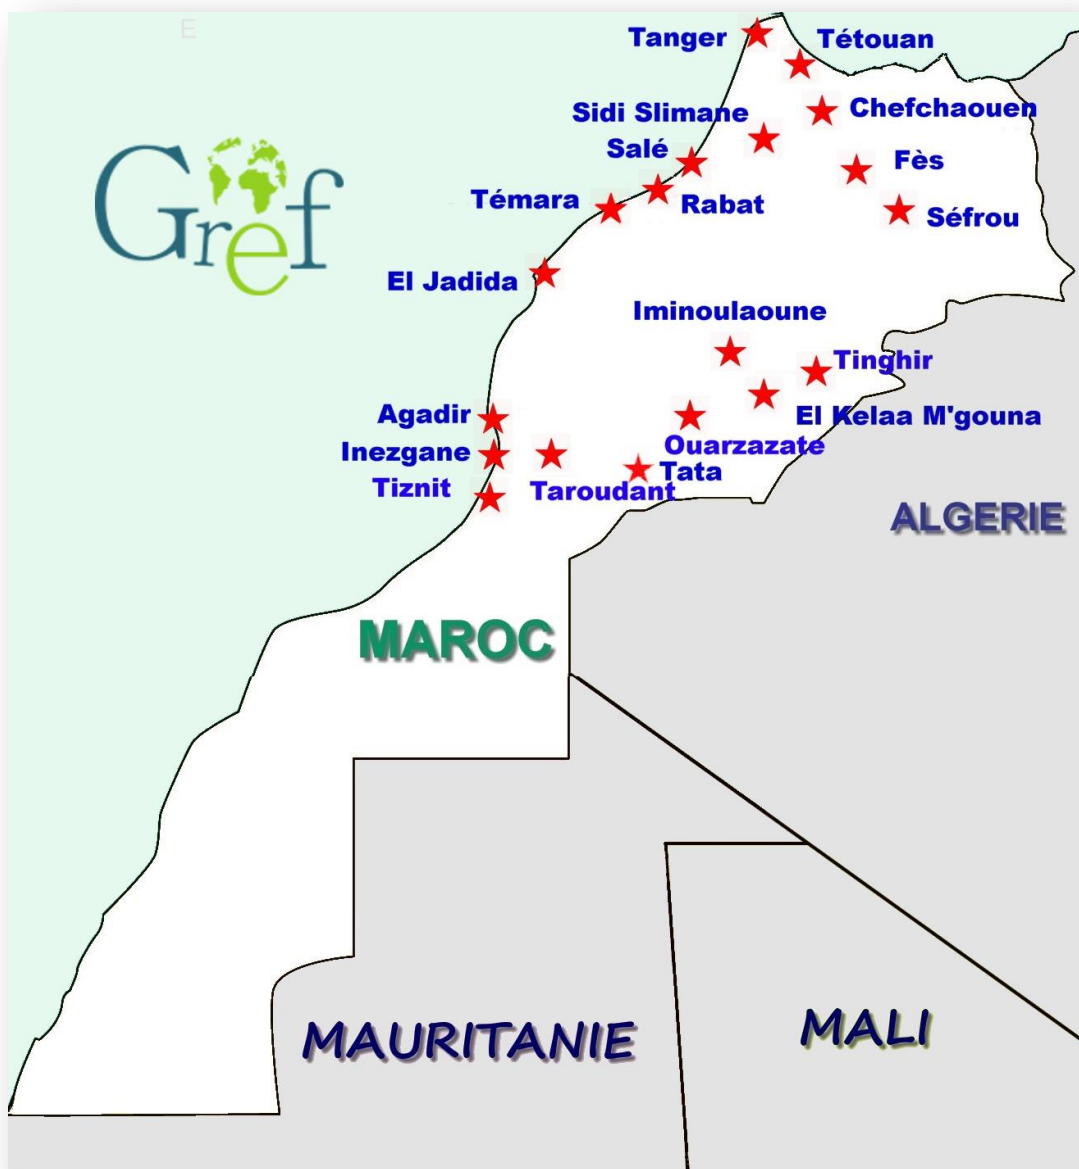 E
Tanger
Tétouan
Sidi Slimane
Chefchaouen
Salé
Fès
Témara
Rabat
Séfrou
Gref
El Jadida
Iminoulaoune
Tinghir
Agadir
El Kelaa M'gouna
Inezgane
Ouarzazate
Tata
Tiznit
Taroudant
ALGERIE
MAROC
MAURITANIE
MALI